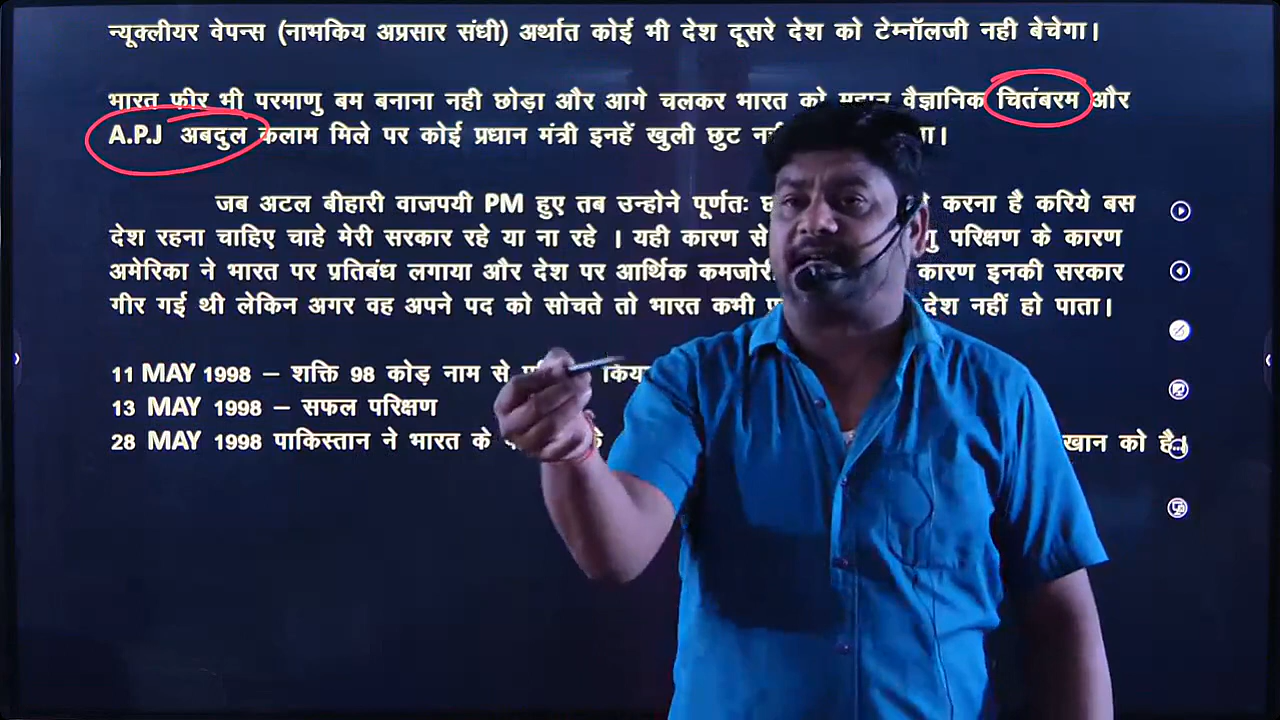 न्यूक्लीयर वेपन्स (नाभकिय अप्रसार संधी) अर्थात कोई भी देश दूसरे देश को टेम्नॉलजी नही बेचेगा।
भारत फीर भी परमाणु बम बनाना नही छोड़ा और आगे चलकर भारत को महान वैज्ञानिक चितंबरम और
A.P.J अबदुल कलाम मिले पर कोई प्रधान मंत्री इनहें खुली छुट
जब अटल बीहारी वाजपयी PM हुए तब उन्होने पूर्णतः करना है करिये बस
देश रहना चाहिए चाहे मेरी सरकार रहे या ना रहे । यही कारण से परिक्षण के कारण
अमेरिका ने भारत पर प्रतिबंध लगाया और देश पर आर्थिक कमजोरी कारण इनकी सरकार
गीर गई थी लेकिन अगर वह अपने पद को सोचते तो भारत कभी देश नहीं हो पाता।
11 MAY 1998 – शक्ति 98 कोड़ नाम से
13 MAY 1998 – सफल परिक्षण
28 MAY 1998 पाकिस्तान ने भारत के खान को है।